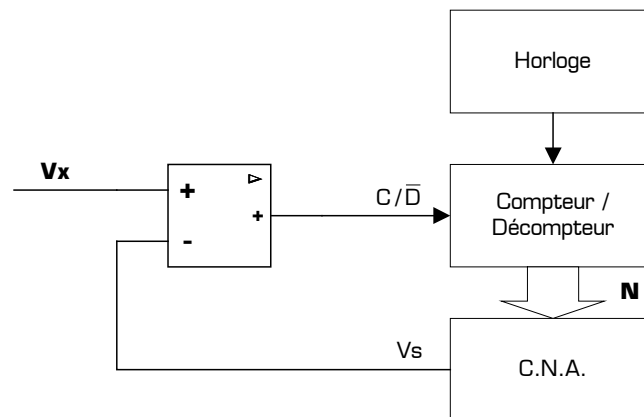 Horloge
Vx
+
-
+
C/D̅
Compteur /
Décompteur
N
Vs
C.N.A.